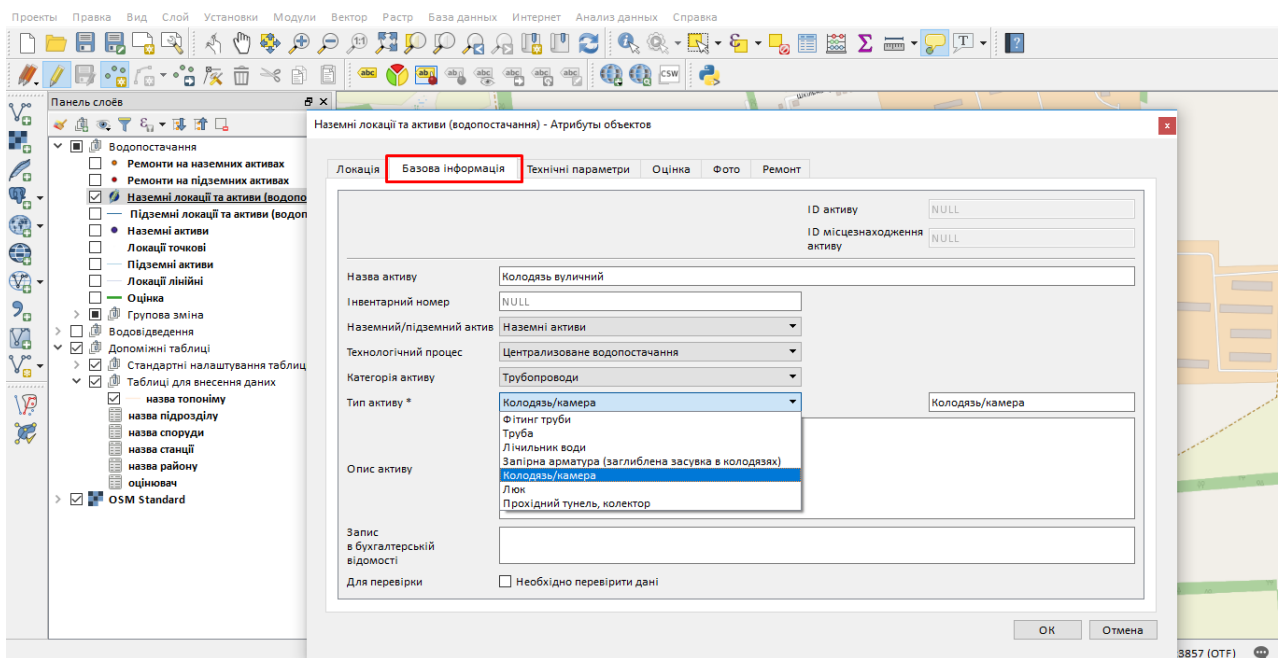 Проекты Правка Вид Слой Установки Модули Вектор Растр База данных Интернет Анализ данных Справка
Панель слоёв
Водопостачання
Ремонти на наземних активах
Ремонти на підземних активах
Наземні локації та активи (водопо
Підземні локації та активи (водоп
Наземні активи
Локації точкові
Підземні активи
Локації лінійні
Оцінка
Групова зміна
Водовідведення
Допоміжні таблиці
Стандартні налаштування таблиц
Таблиці для внесення даних
назва топоніму
назва підрозділу
назва споруди
назва станції
назва району
оцінювач
OSM Standard
Наземні локації та активи (водопостачання) - Атрибуты объектов
Локація Базова інформація Технічні параметри Оцінка Фото Ремонт
ID активу NULL
ID місцезнаходження активу NULL
Назва активу Колодязь вуличний
Інвентарний номер NULL
Наземний/підземний актив Наземні активи
Технологічний процес Централизоване водопостачання
Категорія активу Трубопроводи
Тип активу * Колодязь/камера Колодязь/камера
Фітинг труби
Труба
Лічильник води
Запірна арматура (заглиблена засувка в колодязях)
Колодязь/камера
Люк
Прохідний тунель, колектор
Опис активу
Запис
в бухгалтерській
відомості
Для перевірки Необхідно перевірити дані
ОК Отмена
3857 (OTF)